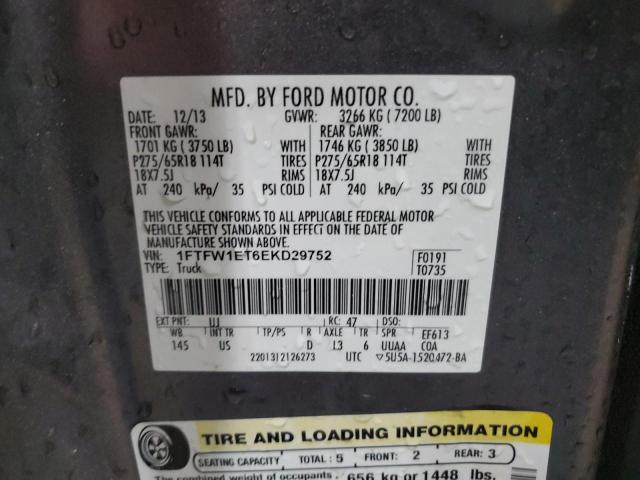 MFD. BY FORD MOTOR CO.
DATE: 12/13 GVWR: 3266 KG ( 7200 LB)
FRONT GAWR: REAR GAWR:
1701 KG ( 3750 LB) WITH 1746 KG ( 3850 LB) WITH
P275/65R18 114T TIRES P275/65R18 114T TIRES
18X7.5J RIMS 18X7.5J RIMS
AT 240 kPa/ 35 PSI COLD AT 240 kPa/ 35 PSI COLD
THIS VEHICLE CONFORMS TO ALL APPLICABLE FEDERAL MOTOR
VEHICLE SAFETY STANDARDS IN EFFECT ON THE DATE OF
MANUFACTURE SHOWN ABOVE.
VIN: 1FTFW1ET6EKD29752 F0191
TYPE: Truck T0735
EXT PNT: UJ RC: 47 DSO:
WB INT TR TP/PS R AXLE TR SPR EF613
145 US D L3 6 UUAA COA
2201312126273 UTC 5U5A-1520472-BA
TIRE AND LOADING INFORMATION
SEATING CAPACITY TOTAL : 5 FRONT: 2 REAR: 3
The combined weight of occupants 656 kg or 1448 lbs.